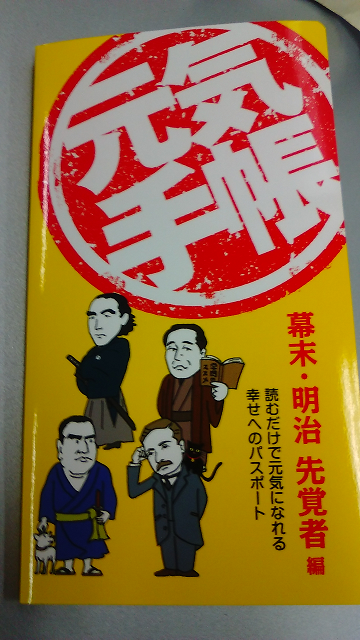 元気
手帳
幕末・明治 先覚者 編
読むだけで元気になれる
幸せへのパスポート